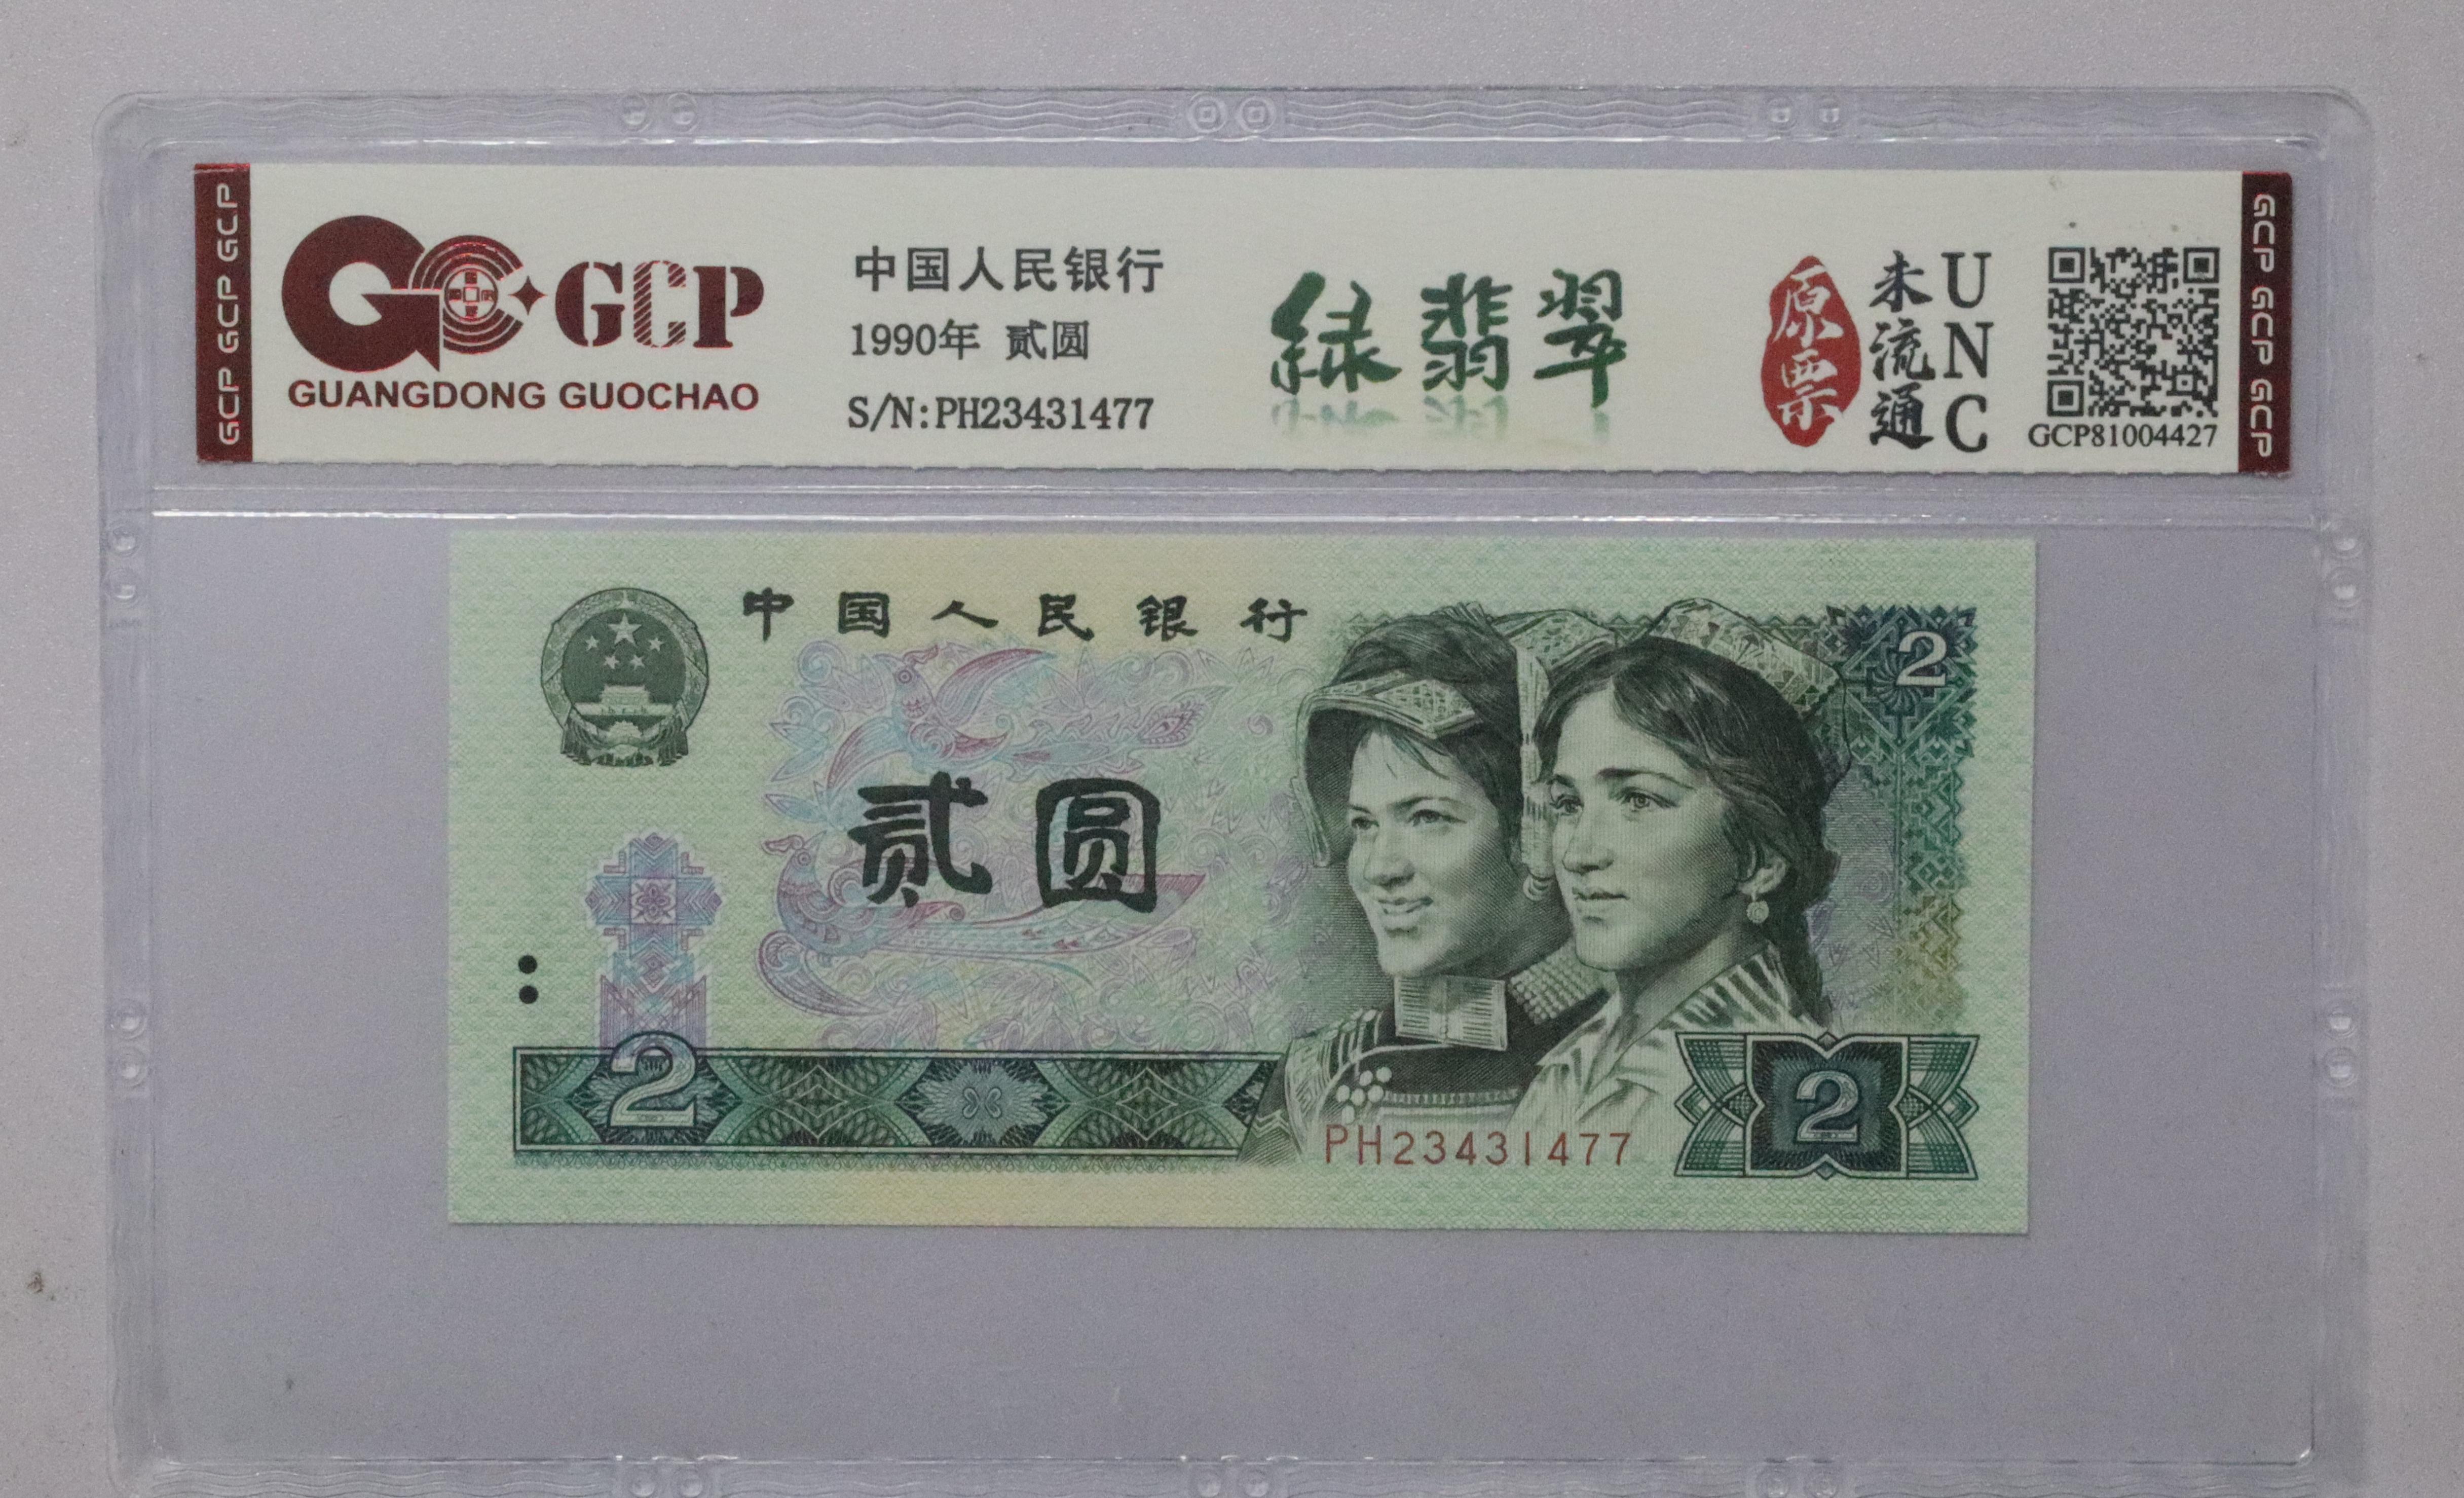 GCP GCP GCP
GCP
GUANGDONG GUOCHAO
中国人民银行
1990年 贰圆
S/N:PH23431477
绿翡翠
原票
未流通
UNC
GCP81004427
GCP GCP GCP
中国人民银行
2
贰圆
2
PH23431477
2